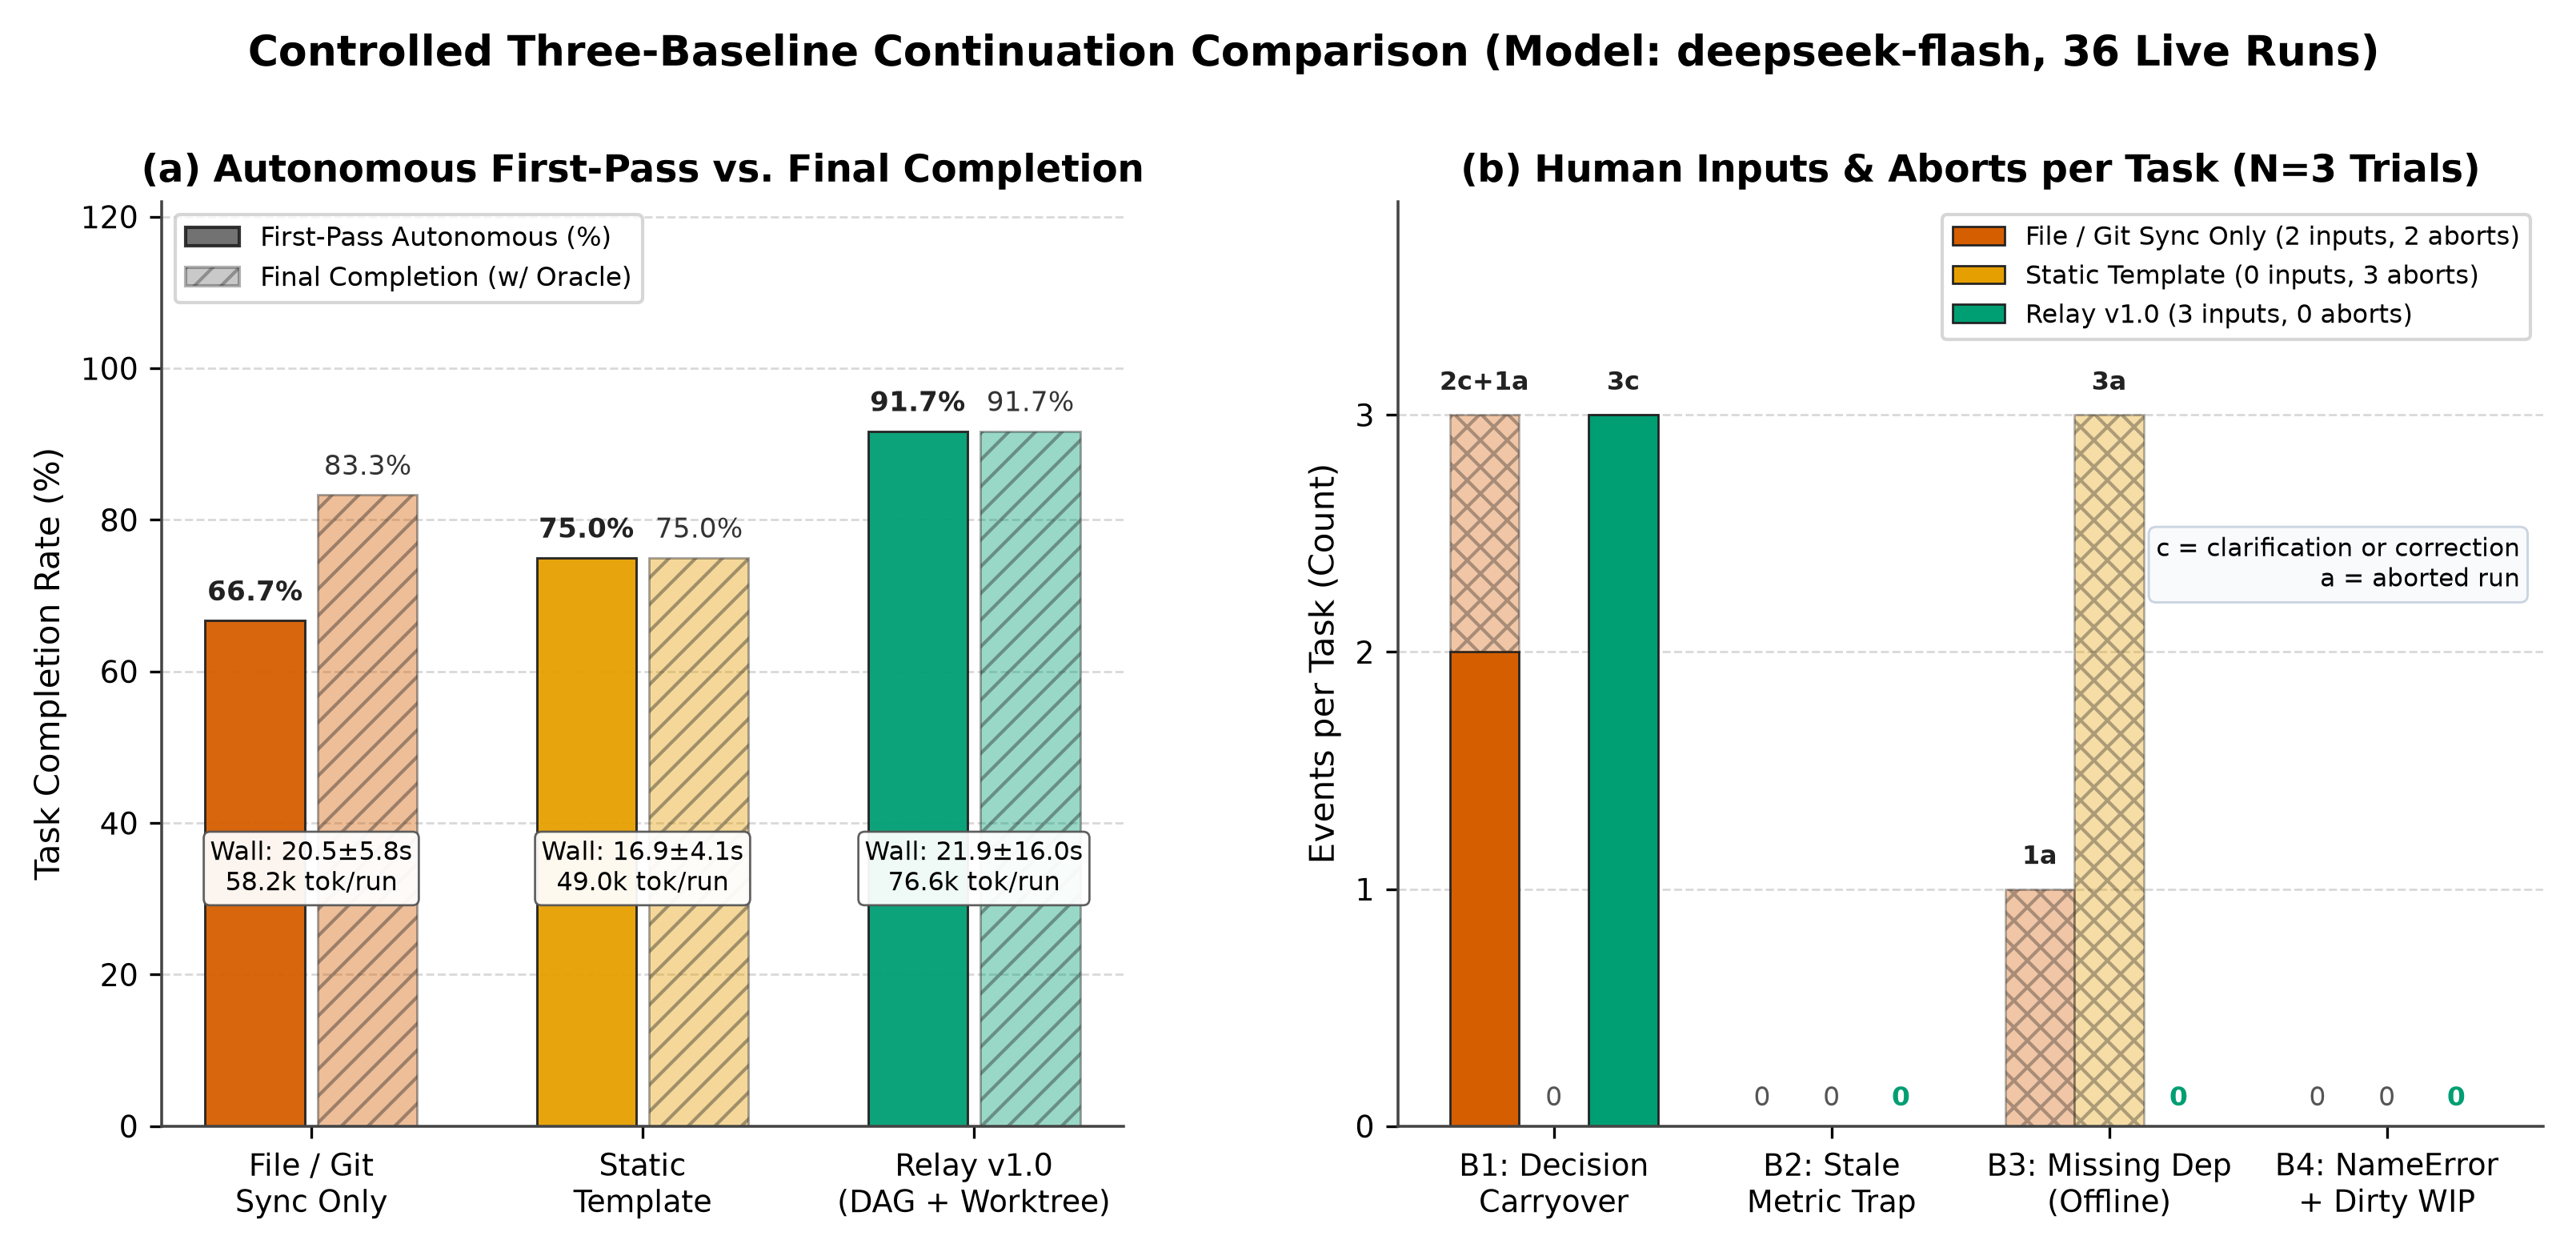 Controlled Three-Baseline Continuation Comparison (Model: deepseek-flash, 36 Live Runs)
(a) Autonomous First-Pass vs. Final Completion
Task Completion Rate (%)
120
100
80
60
40
20
0
First-Pass Autonomous (%)
Final Completion (w/ Oracle)
66.7%
83.3%
75.0%
75.0%
91.7%
91.7%
Wall: 20.5±5.8s
58.2k tok/run
Wall: 16.9±4.1s
49.0k tok/run
Wall: 21.9±16.0s
76.6k tok/run
File / Git
Sync Only
Static
Template
Relay v1.0
(DAG + Worktree)
(b) Human Inputs & Aborts per Task (N=3 Trials)
Events per Task (Count)
3
2
1
0
File / Git Sync Only (2 inputs, 2 aborts)
Static Template (0 inputs, 3 aborts)
Relay v1.0 (3 inputs, 0 aborts)
2c+1a
0
3c
0
0
0
1a
3a
0
0
0
0
c = clarification or correction
a = aborted run
B1: Decision
Carryover
B2: Stale
Metric Trap
B3: Missing Dep
(Offline)
B4: NameError
+ Dirty WIP